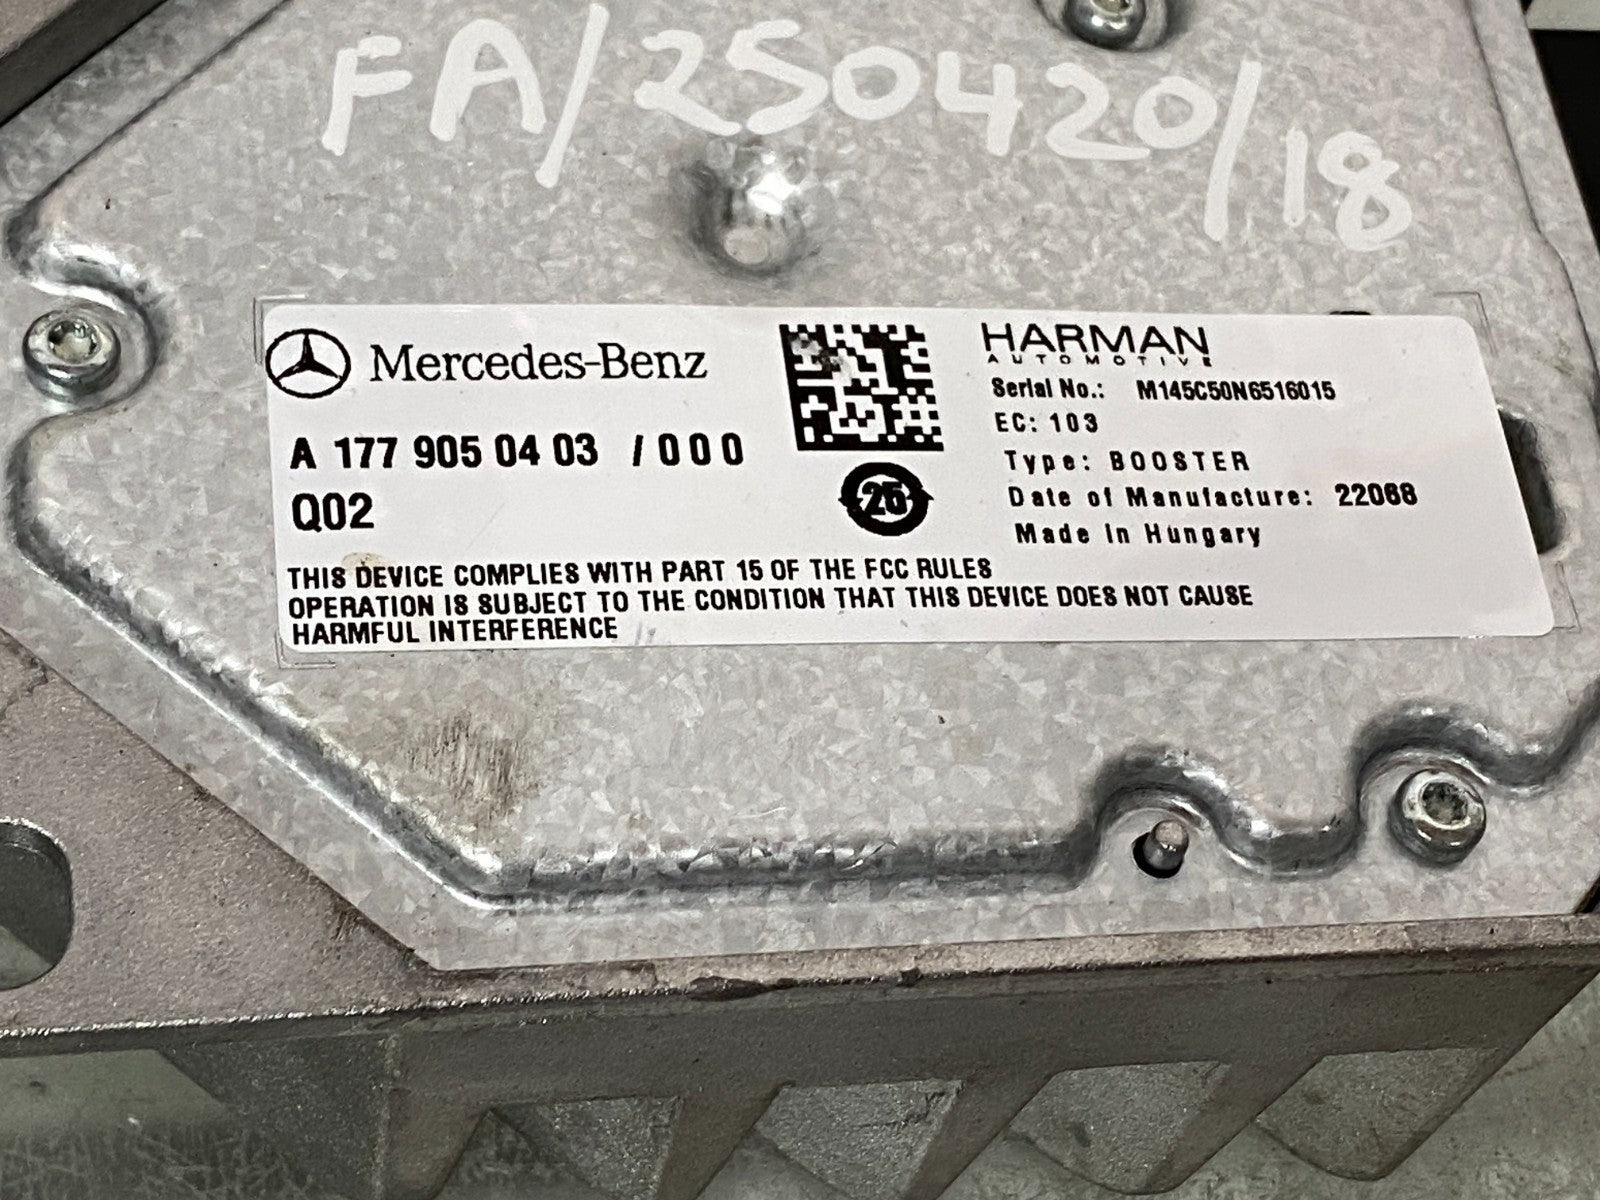 FA/250420/18
Mercedes-Benz
A 177 905 04 03 /000
Q02
25
HARMAN
AUTOMOTIVE
Serial No.: M145C50N6516015
EC: 103
Type: BOOSTER
Date of Manufacture: 22068
Made in Hungary
THIS DEVICE COMPLIES WITH PART 15 OF THE FCC RULES
OPERATION IS SUBJECT TO THE CONDITION THAT THIS DEVICE DOES NOT CAUSE
HARMFUL INTERFERENCE